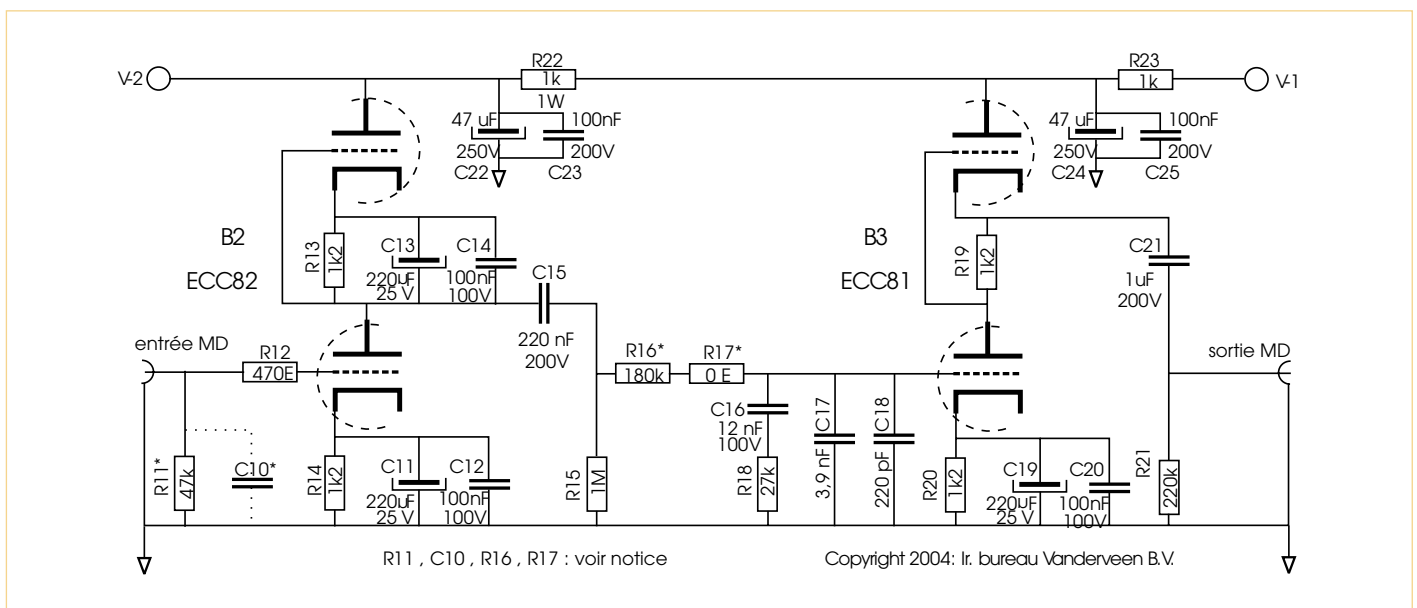 R22
1k
1W
R23
1k
V-2
V-1
47 uF
250V
C22
100nF
200V
C23
47 uF
250V
C24
100nF
200V
C25
B2
ECC82
R13
1k2
C13
220uF
25 V
C14
100nF
100V
C15
220 nF
200V
B3
ECC81
R19
1k2
C21
1uF
200V
entrée MD
R12
470E
R16*
180k
R17*
0 E
sortie MD
R11*
47k
C10*
R14
1k2
C11
220uF
25 V
C12
100nF
100V
R15
1M
C16
12 nF
100V
R18
27k
C17
3,9 nF
C18
220 pF
R20
1k2
C19
220uF
25 V
C20
100nF
100V
R21
220k
R11 , C10 , R16 , R17 : voir notice
Copyright 2004: Ir. bureau Vanderveen B.V.